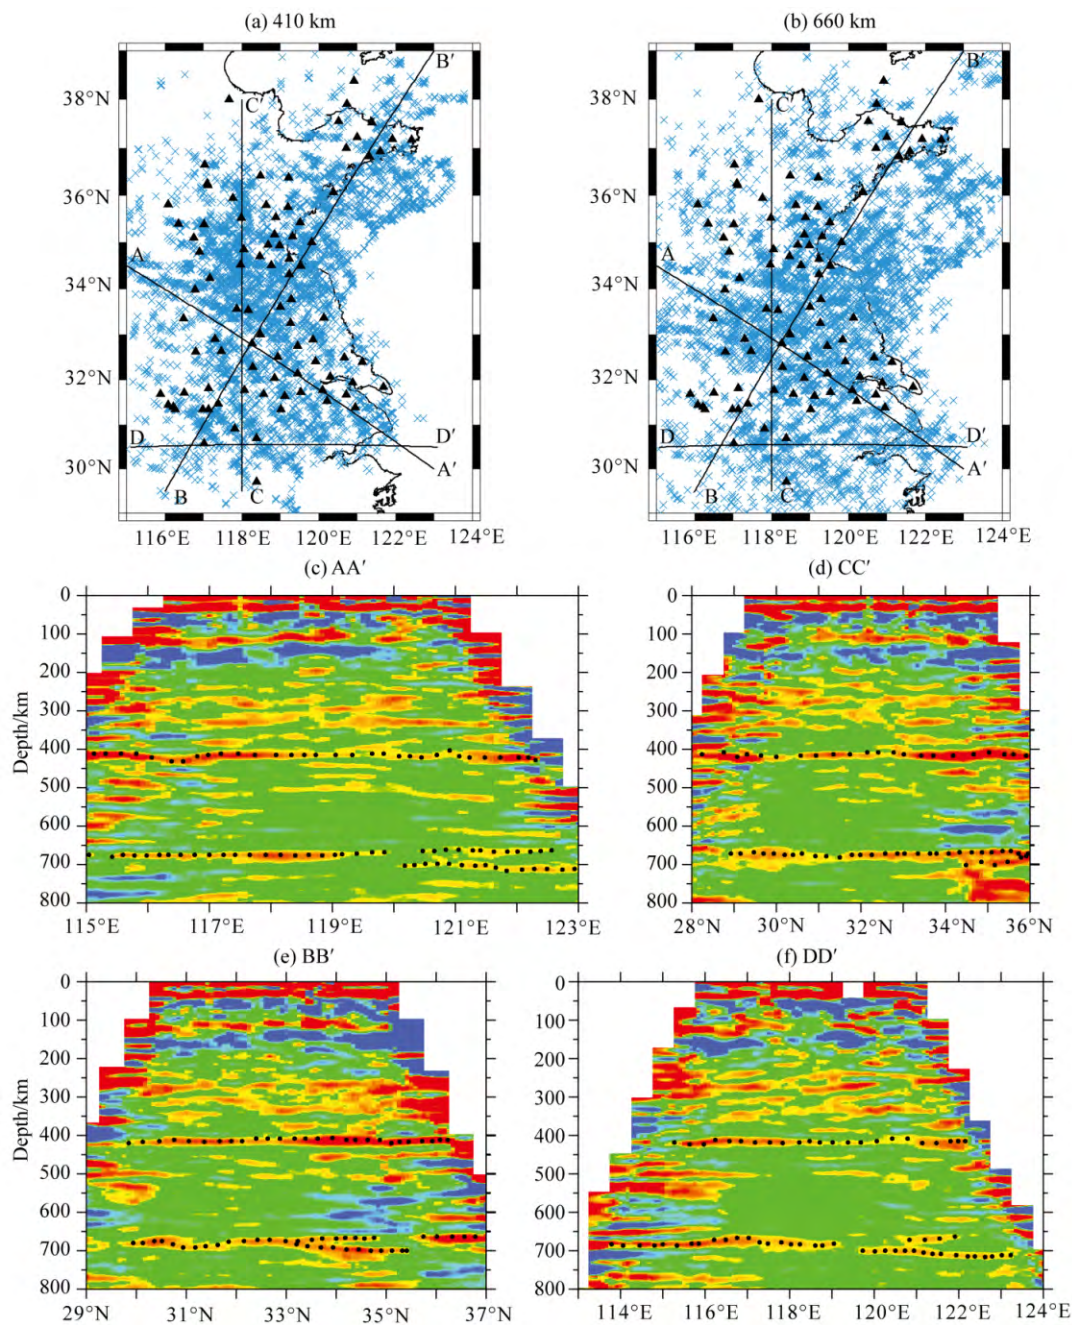 (a) 410 km (b) 660 km
B′ B′
38°N C′ 38°N C′
36°N 36°N
A A
34°N 34°N
32°N 32°N
D D′ D D′
30°N A′ 30°N A′
B C B C
116°E 118°E 120°E 122°E 124°E 116°E 118°E 120°E 122°E 124°E
(c) AA′ (d) CC′
0 0
100 100
200 200
300 300
Depth/km
400 400
500 500
600 600
700 700
800 800
115°E 117°E 119°E 121°E 123°E 28°N 30°N 32°N 34°N 36°N
(e) BB′ (f) DD′
0 0
100 100
200 200
300 300
Depth/km
400 400
500 500
600 600
700 700
800 800
29°N 31°N 33°N 35°N 37°N 114°E 116°E 118°E 120°E 122°E 124°E